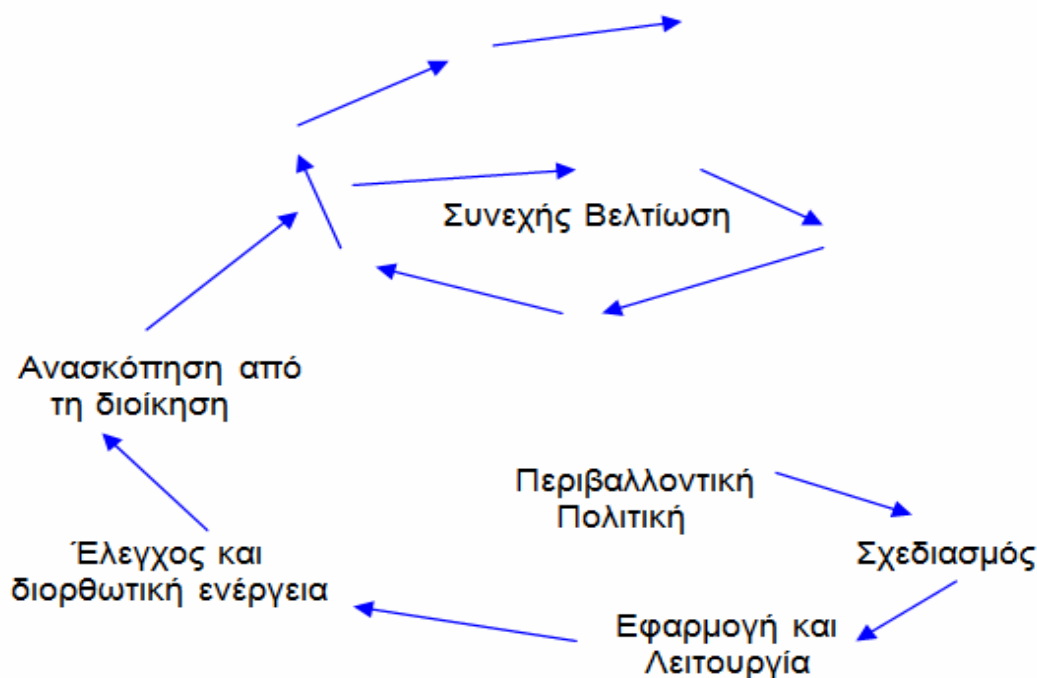 Συνεχής Βελτίωση
Ανασκόπηση από
τη διοίκηση
Περιβαλλοντική
Πολιτική
Σχεδιασμός
Έλεγχος και
διορθωτική ενέργεια
Εφαρμογή και
Λειτουργία